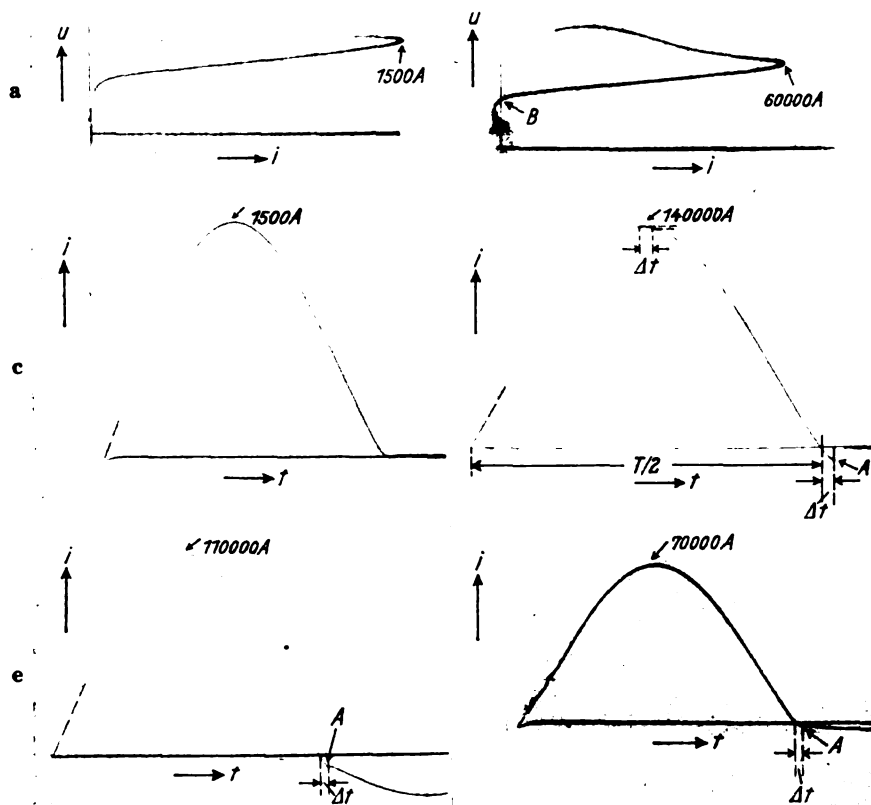 u
1500A
a
i
u
60000A
B
i
1500A
i
c
t
140000A
Δt
i
T/2
t
A
Δt
110000A
i
e
A
t
Δt
70000A
i
t
A
Δt